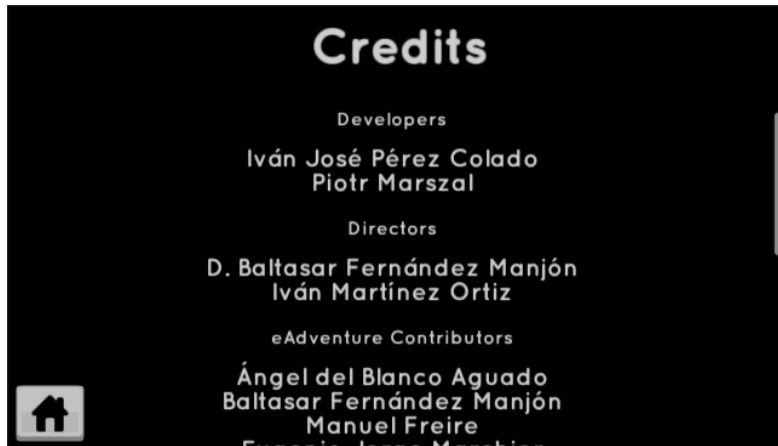 Credits
Developers
Iván José Pérez Colado
Piotr Marszal
Directors
D. Baltasar Fernández Manjón
Iván Martínez Ortiz
eAdventure Contributors
Ángel del Blanco Aguado
Baltasar Fernández Manjón
Manuel Freire